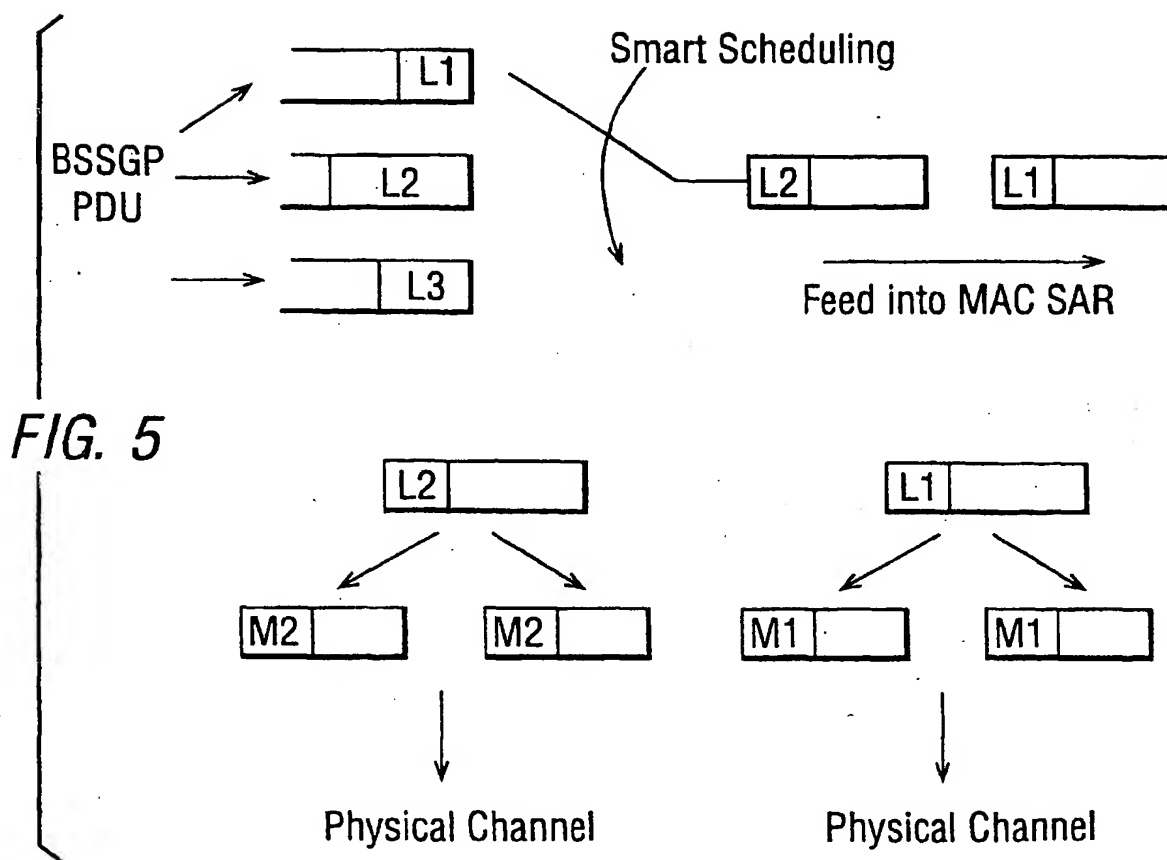 Smart Scheduling
L1
BSSGP
PDU
L2
L2
L1
L3
Feed into MAC SAR
FIG. 5
L2
L1
M2
M2
M1
M1
Physical Channel
Physical Channel